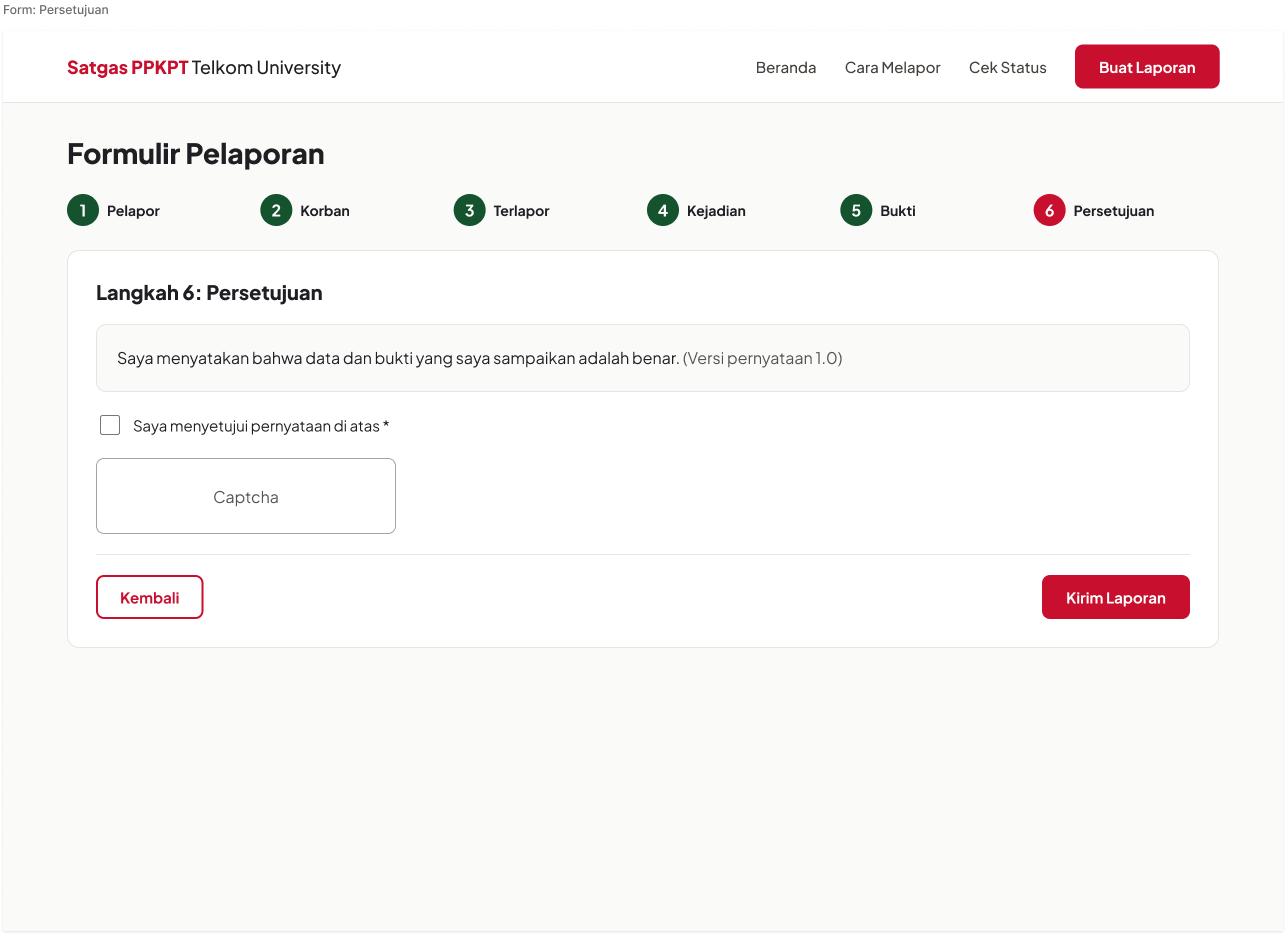 Form: Persetujuan
Satgas PPKPT Telkom University
Beranda
Cara Melapor
Cek Status
Buat Laporan
Formulir Pelaporan
1 Pelapor
2 Korban
3 Terlapor
4 Kejadian
5 Bukti
6 Persetujuan
Langkah 6: Persetujuan
Saya menyatakan bahwa data dan bukti yang saya sampaikan adalah benar. (Versi pernyataan 1.0)
Saya menyetujui pernyataan di atas *
Captcha
Kembali
Kirim Laporan